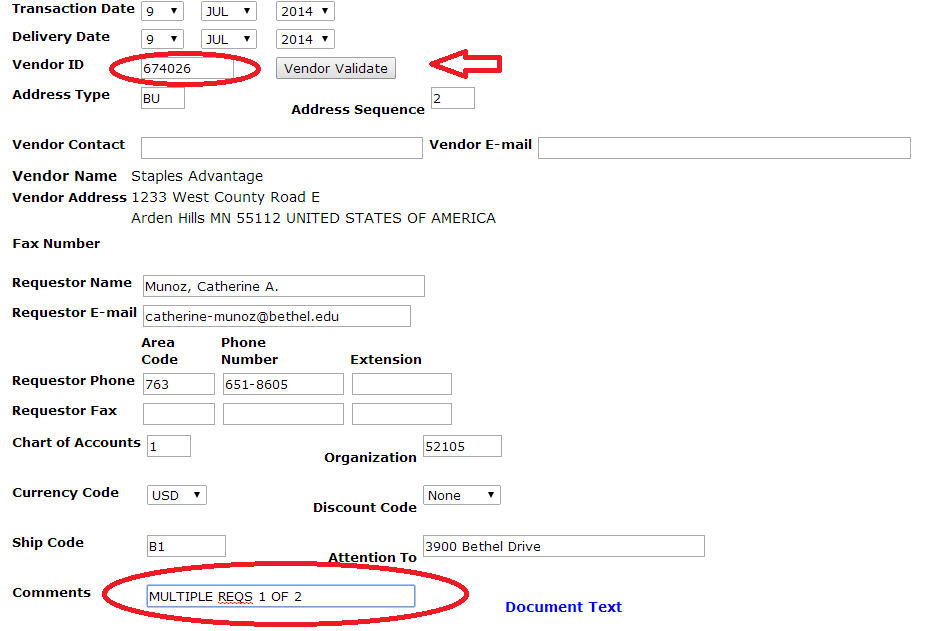 Transaction Date 9 JUL 2014
Delivery Date 9 JUL 2014
Vendor ID 674026 Vendor Validate
Address Type BU Address Sequence 2
Vendor Contact Vendor E-mail
Vendor Name Staples Advantage
Vendor Address 1233 West County Road E
Arden Hills MN 55112 UNITED STATES OF AMERICA
Fax Number
Requestor Name Munoz, Catherine A.
Requestor E-mail catherine-munoz@bethel.edu
Area Phone
Code Number Extension
Requestor Phone 763 651-8605
Requestor Fax
Chart of Accounts 1 Organization 52105
Currency Code USD Discount Code None
Ship Code B1 Attention To 3900 Bethel Drive
Comments MULTIPLE REQS 1 OF 2 Document Text